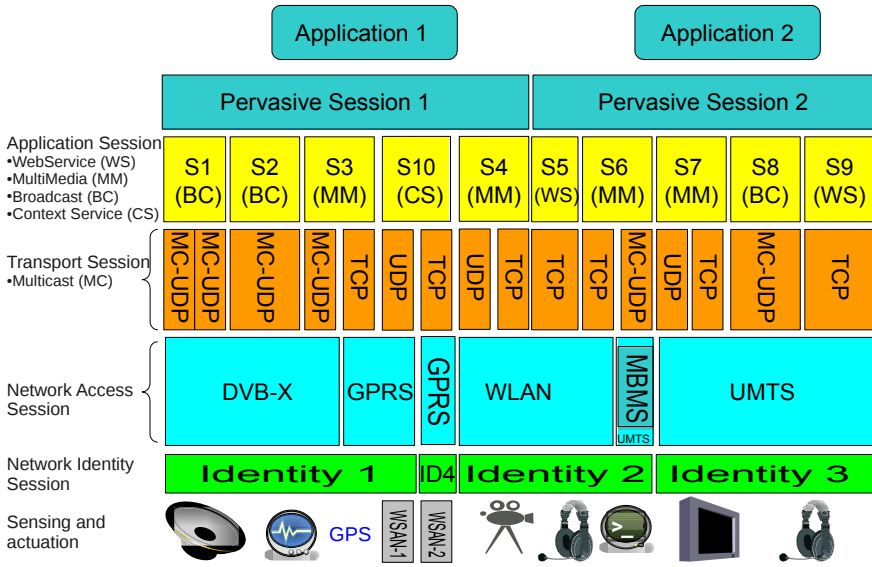 Application 1
Application 2
Pervasive Session 1
Pervasive Session 2
Application Session
•WebService (WS)
•MultiMedia (MM)
•Broadcast (BC)
•Context Service (CS)
S1
(BC)
S2
(BC)
S3
(MM)
S10
(CS)
S4
(MM)
S5
(WS)
S6
(MM)
S7
(MM)
S8
(BC)
S9
(WS)
Transport Session
•Multicast (MC)
MC-UDP
MC-UDP
MC-UDP
MC-UDP
TCP
UDP
TCP
UDP
TCP
TCP
TCP
MC-UDP
UDP
TCP
MC-UDP
TCP
Network Access
Session
DVB-X
GPRS
GPRS
WLAN
MBMS
UMTS
UMTS
Network Identity
Session
Identity 1
ID4
Identity 2
Identity 3
Sensing and
actuation
GPS
WSAN-1
WSAN-2
>_